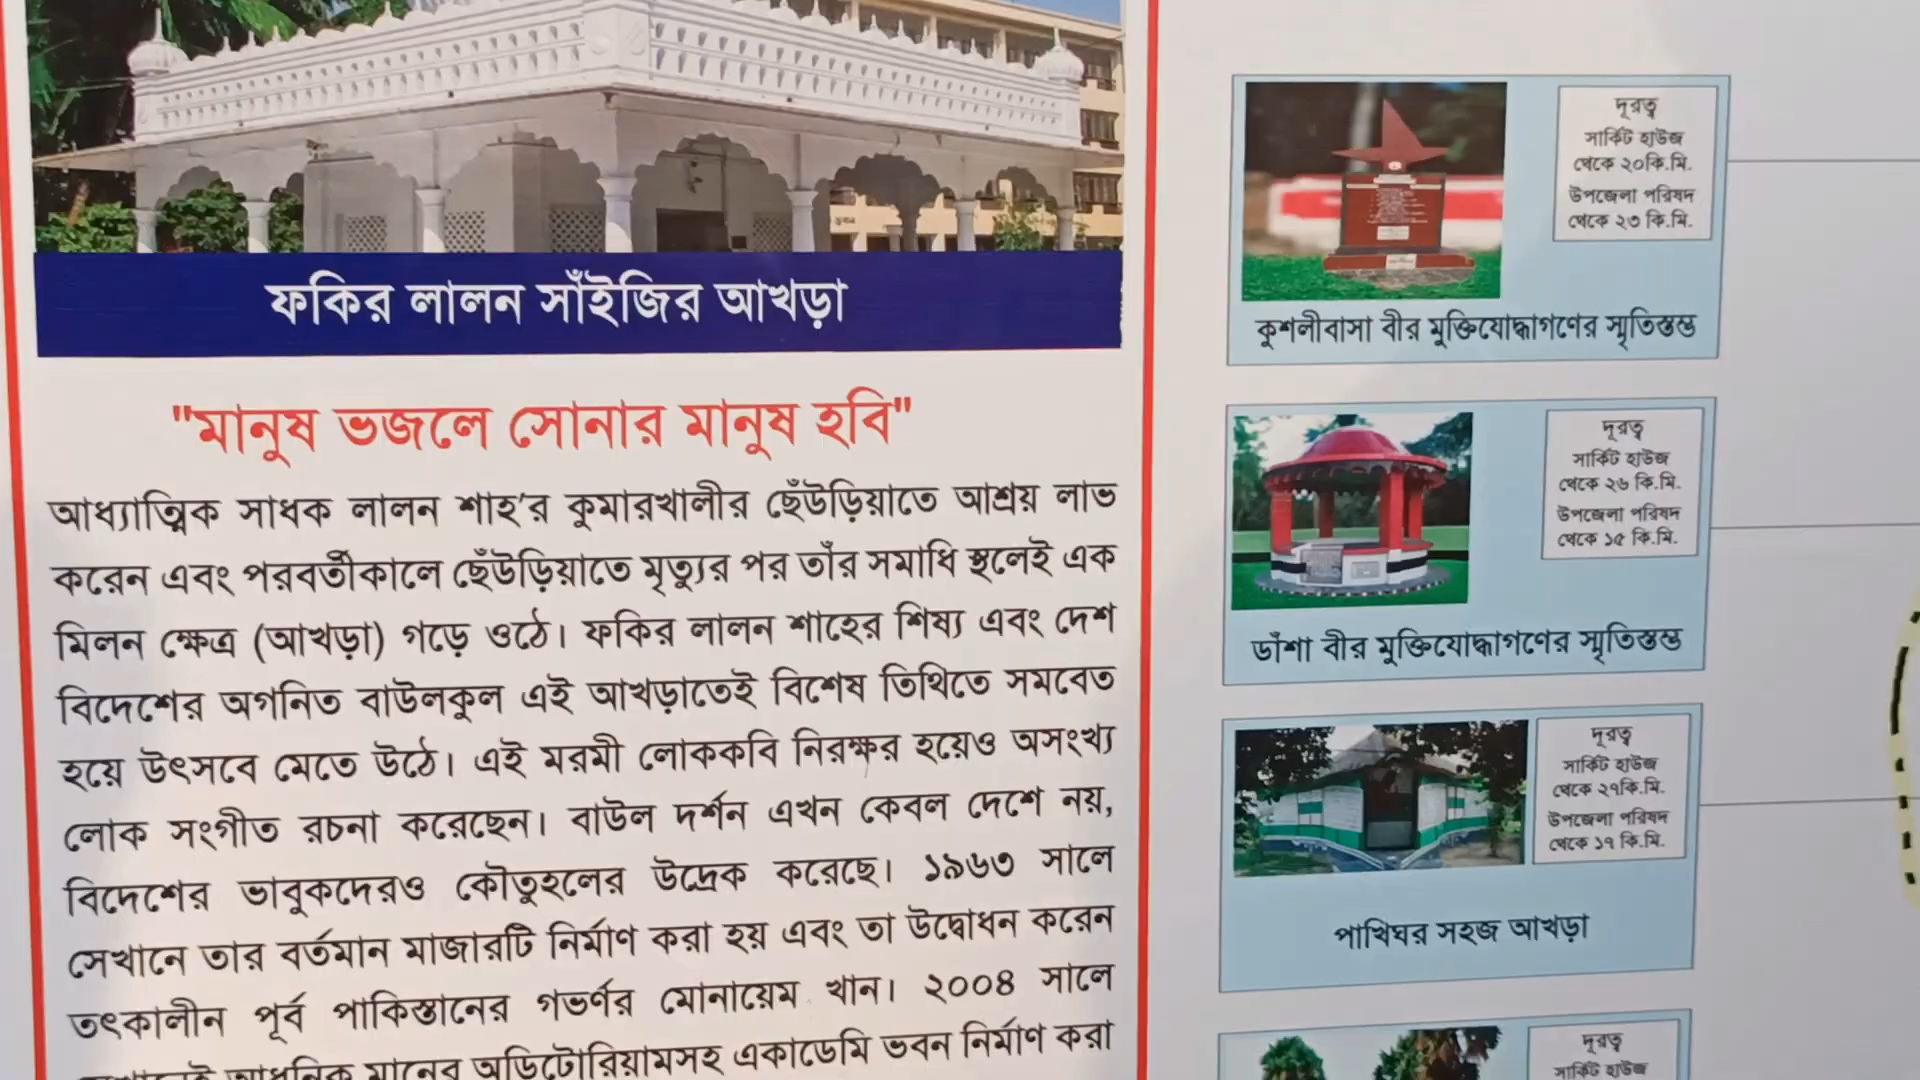 ফকির লালন সাঁইজির আখড়া
"মানুষ ভজলে সোনার মানুষ হবি"
আধ্যাত্মিক সাধক লালন শাহ'র কুমারখালীর ছেঁউড়িয়াতে আশ্রয় লাভ
করেন এবং পরবর্তীকালে ছেঁউড়িয়াতে মৃত্যুর পর তাঁর সমাধি স্থলেই এক
মিলন ক্ষেত্র (আখড়া) গড়ে ওঠে। ফকির লালন শাহের শিষ্য এবং দেশ
বিদেশের অগনিত বাউলকুল এই আখড়াতেই বিশেষ তিথিতে সমবেত
হয়ে উৎসবে মেতে উঠে। এই মরমী লোককবি নিরক্ষর হয়েও অসংখ্য
লোক সংগীত রচনা করেছেন। বাউল দর্শন এখন কেবল দেশে নয়,
বিদেশের ভাবুকদেরও কৌতুহলের উদ্রেক করেছে। ১৯৬৩ সালে
সেখানে তার বর্তমান মাজারটি নির্মাণ করা হয় এবং তা উদ্বোধন করেন
তৎকালীন পূর্ব পাকিস্তানের গভর্ণর মোনায়েম খান। ২০০৪ সালে
আধুনিক মানের অডিটোরিয়ামসহ একাডেমি ভবন নির্মাণ করা
দূরত্ব
সার্কিট হাউজ
থেকে ২০কি.মি.
উপজেলা পরিষদ
থেকে ২৩ কি.মি.
কুশলীবাসা বীর মুক্তিযোদ্ধাগণের স্মৃতিস্তম্ভ
দূরত্ব
সার্কিট হাউজ
থেকে ২৬ কি.মি.
উপজেলা পরিষদ
থেকে ১৫ কি.মি.
ডাঁশা বীর মুক্তিযোদ্ধাগণের স্মৃতিস্তম্ভ
দূরত্ব
সার্কিট হাউজ
থেকে ২৭কি.মি.
উপজেলা পরিষদ
থেকে ১৭ কি.মি.
পাখিঘর সহজ আখড়া
দূরত্ব
সার্কিট হাউজ